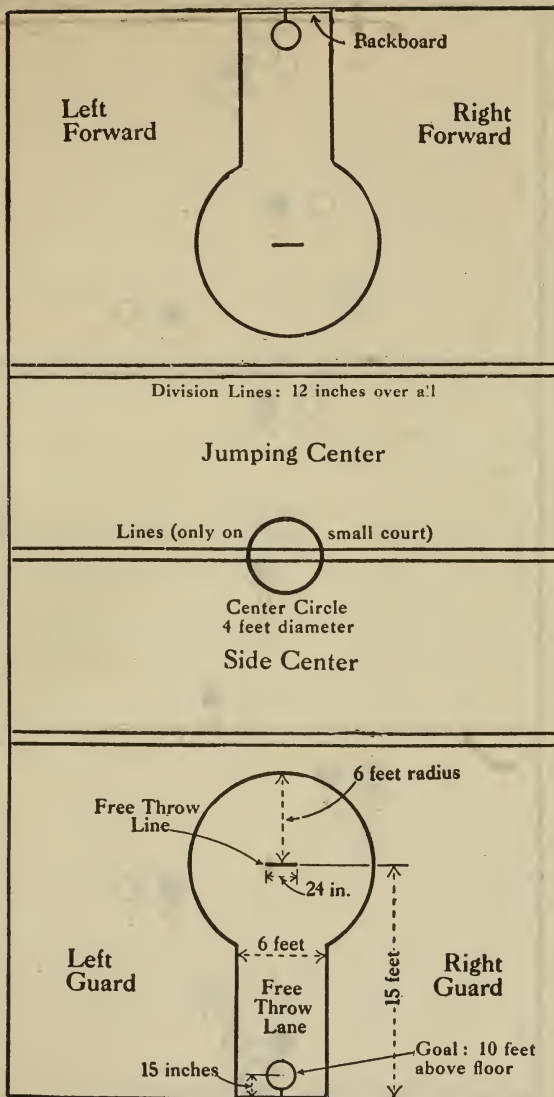 Backboard
Left
Forward
Right
Forward
Division Lines: 12 inches over all
Jumping Center
Lines (only on small court)
Center Circle
4 feet diameter
Side Center
6 feet radius
Free Throw
Line
24 in.
6 feet
Left
Guard
Free
Throw
Lane
15 feet
Right
Guard
15 inches
Goal: 10 feet
above floor